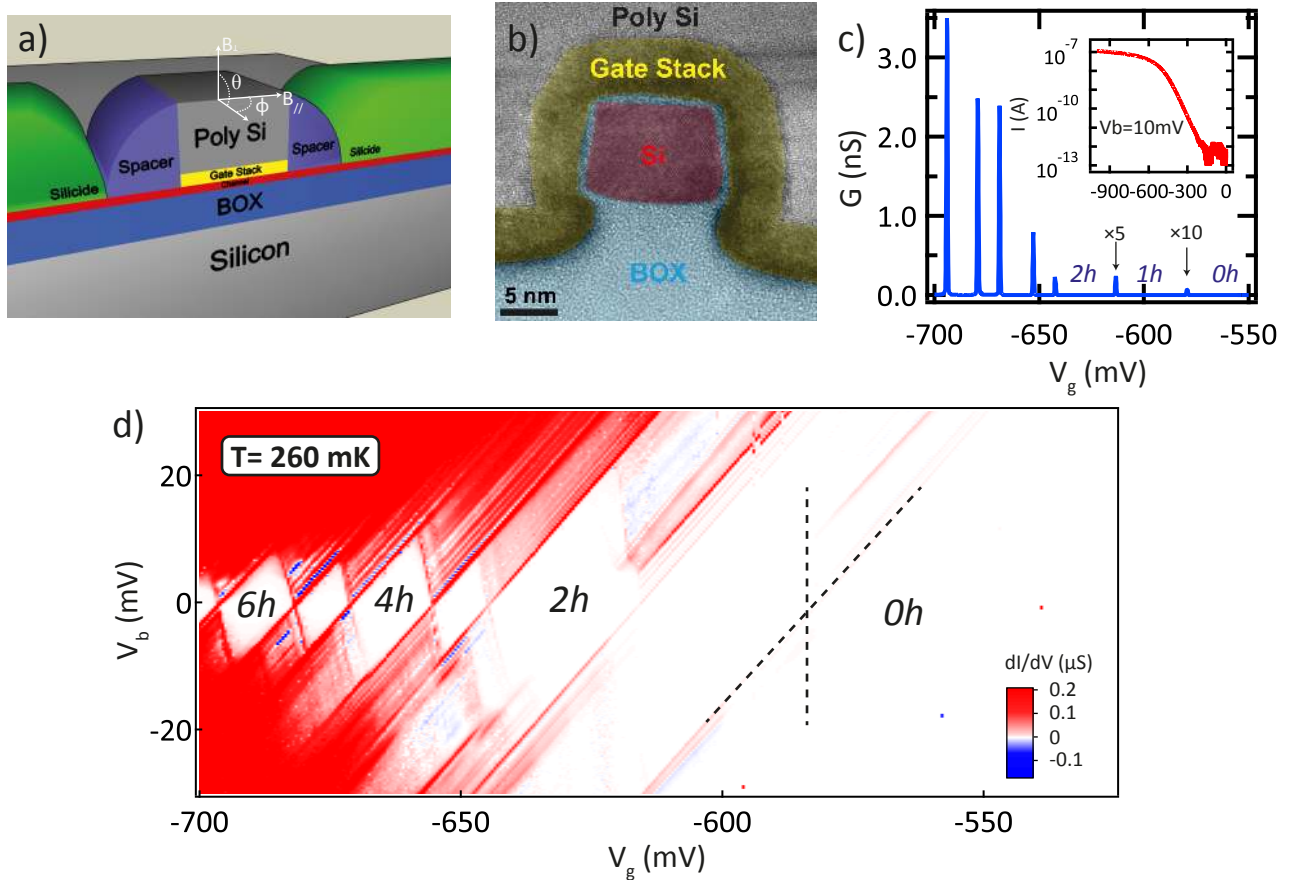 a)
B⊥
θ
B//
ϕ
Poly Si
Spacer
Spacer
Silicide
Silicide
Gate Stack
Channel
BOX
Silicon
b)
Poly Si
Gate Stack
Si
BOX
5 nm
c)
G (nS)
3.0
2.0
1.0
0.0
-700
-650
-600
-550
Vg (mV)
2h
1h
0h
×5
×10
I (A)
10-7
10-10
10-13
Vb=10mV
-900
-600
-300
0
d)
T= 260 mK
Vb (mV)
20
0
-20
6h
4h
2h
0h
dI/dV (µS)
0.2
0.1
0
-0.1
-700
-650
-600
-550
Vg (mV)